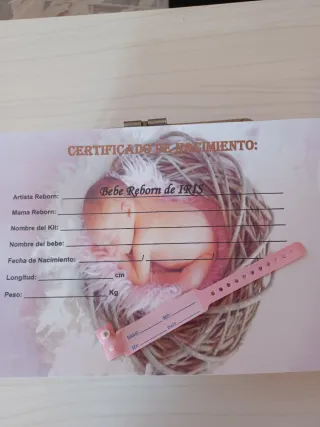 CERTIFICADO DE NACIMIENTO:
Artista Reborn: Bebe Reborn de IRIS
Mama Reborn:
Nombre del Kit:
Nombre del bebe:
Fecha de Nacimiento: / /
Longitud: cm
Peso: Kg